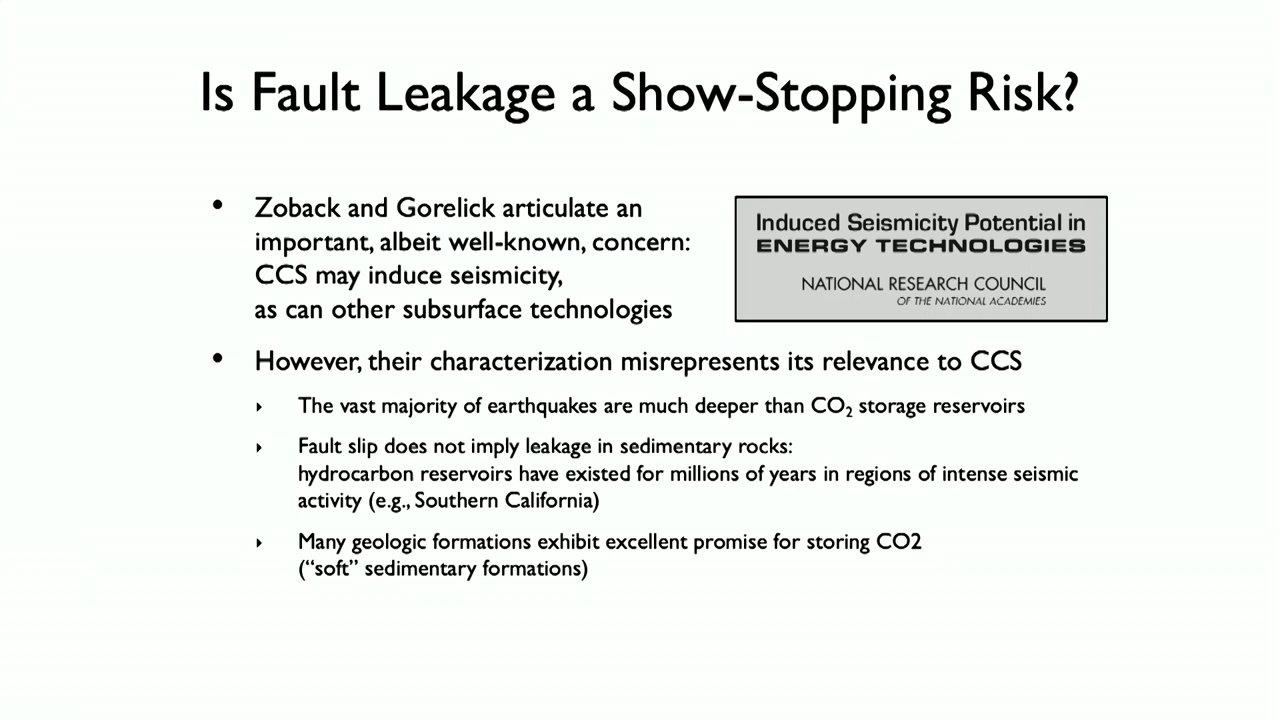 Is Fault Leakage a Show-Stopping Risk?
• Zoback and Gorelick articulate an
important, albeit well-known, concern:
CCS may induce seismicity,
as can other subsurface technologies
Induced Seismicity Potential in
ENERGY TECHNOLOGIES
NATIONAL RESEARCH COUNCIL
OF THE NATIONAL ACADEMIES
• However, their characterization misrepresents its relevance to CCS
‣ The vast majority of earthquakes are much deeper than CO₂ storage reservoirs
‣ Fault slip does not imply leakage in sedimentary rocks:
hydrocarbon reservoirs have existed for millions of years in regions of intense seismic
activity (e.g., Southern California)
‣ Many geologic formations exhibit excellent promise for storing CO2
(“soft” sedimentary formations)